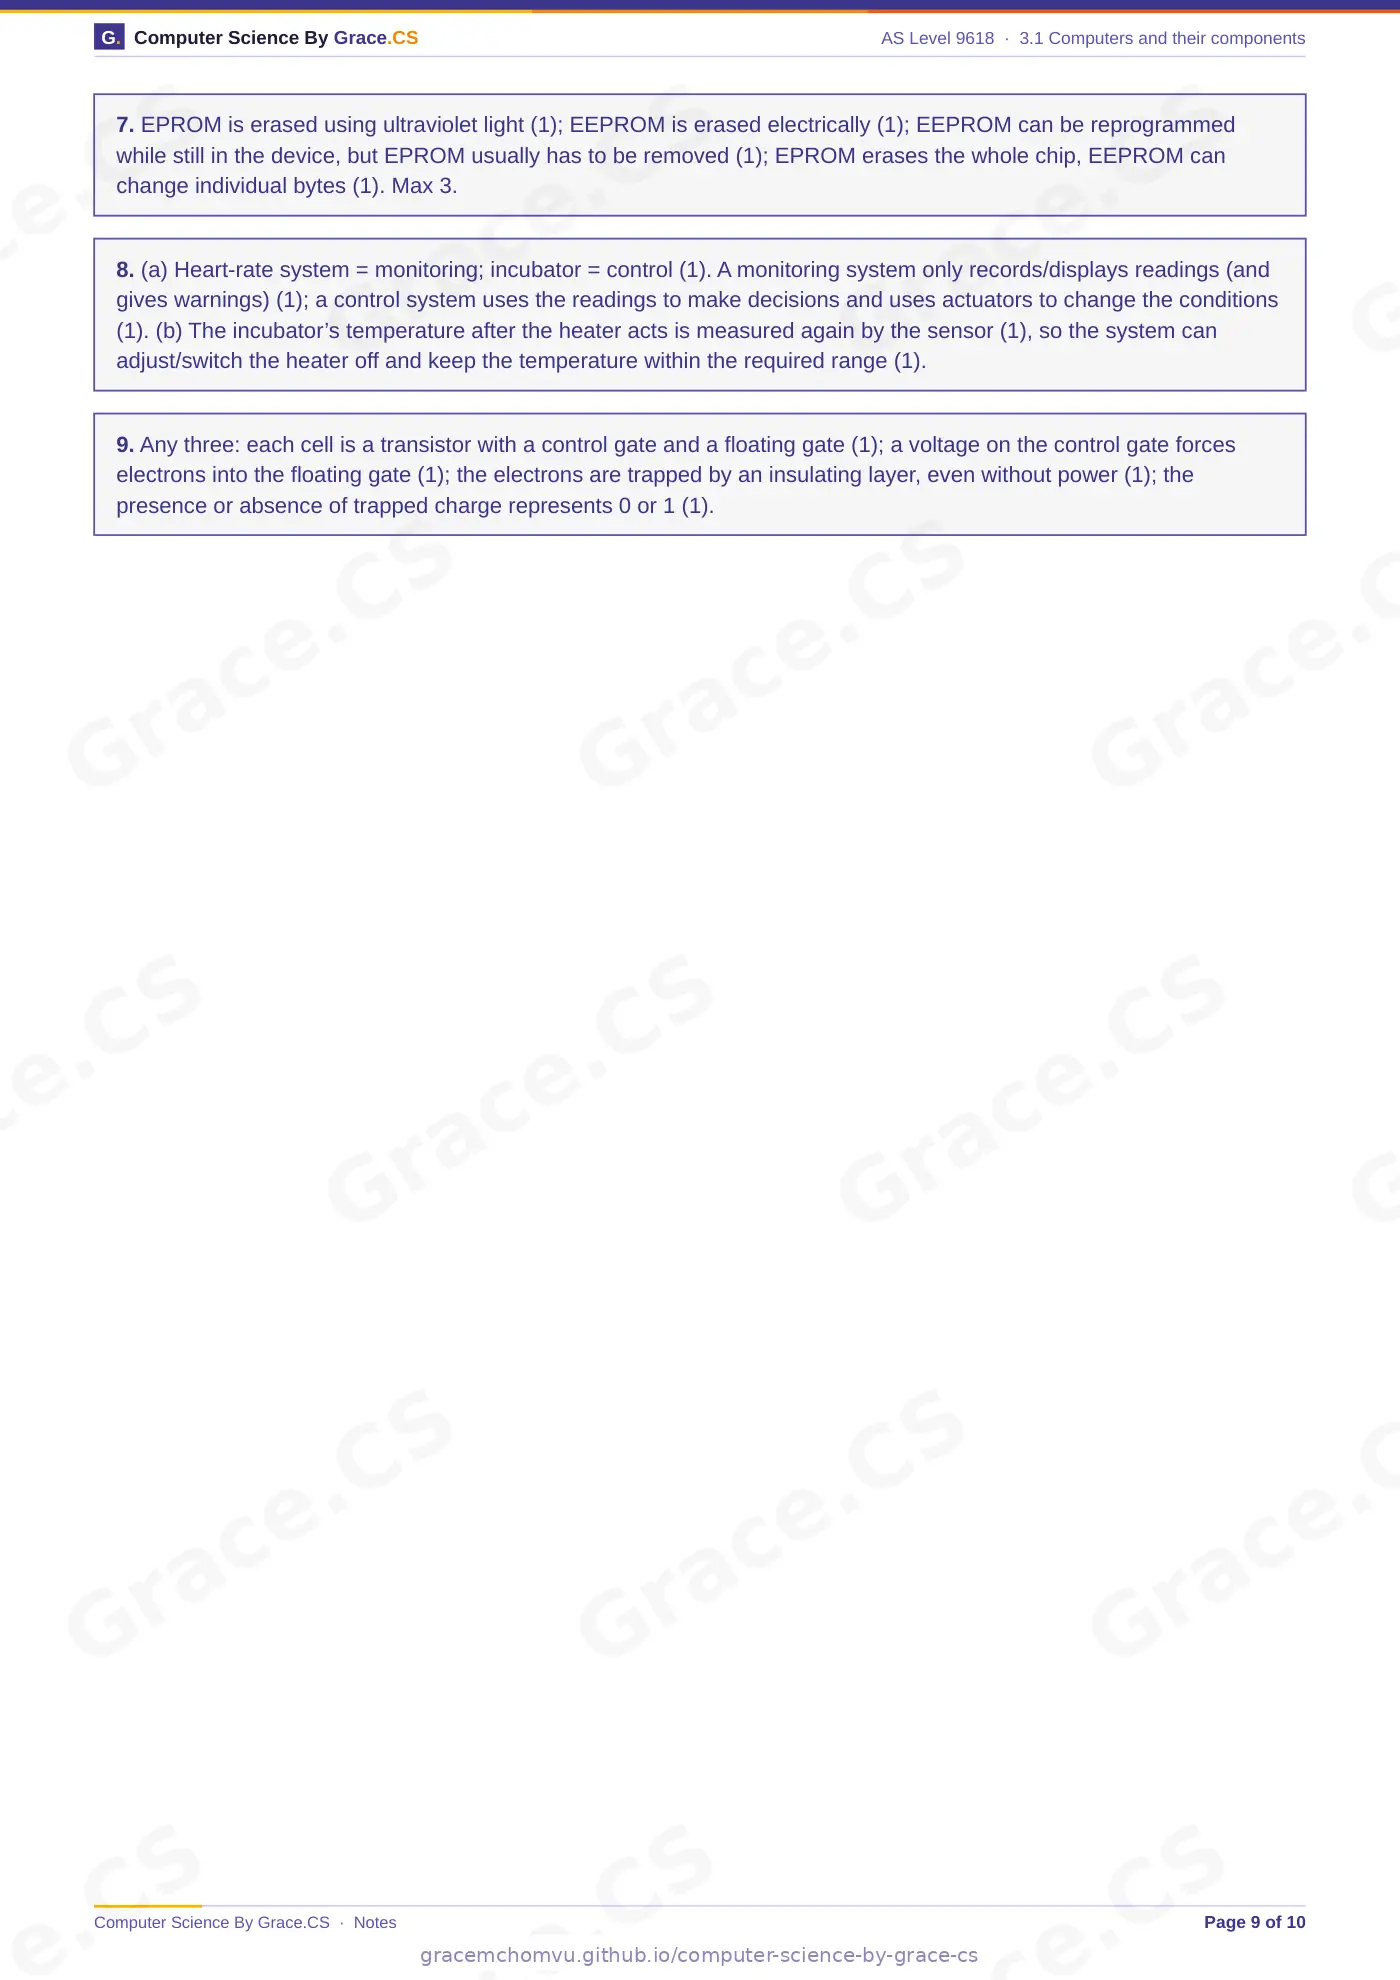 G. Computer Science By Grace.CS
AS Level 9618 · 3.1 Computers and their components
7. EPROM is erased using ultraviolet light (1); EEPROM is erased electrically (1); EEPROM can be reprogrammed
while still in the device, but EPROM usually has to be removed (1); EPROM erases the whole chip, EEPROM can
change individual bytes (1). Max 3.
8. (a) Heart-rate system = monitoring; incubator = control (1). A monitoring system only records/displays readings (and
gives warnings) (1); a control system uses the readings to make decisions and uses actuators to change the conditions
(1). (b) The incubator’s temperature after the heater acts is measured again by the sensor (1), so the system can
adjust/switch the heater off and keep the temperature within the required range (1).
9. Any three: each cell is a transistor with a control gate and a floating gate (1); a voltage on the control gate forces
electrons into the floating gate (1); the electrons are trapped by an insulating layer, even without power (1); the
presence or absence of trapped charge represents 0 or 1 (1).
Grace.CS
Computer Science By Grace.CS · Notes
Page 9 of 10
gracemchomvu.github.io/computer-science-by-grace-cs